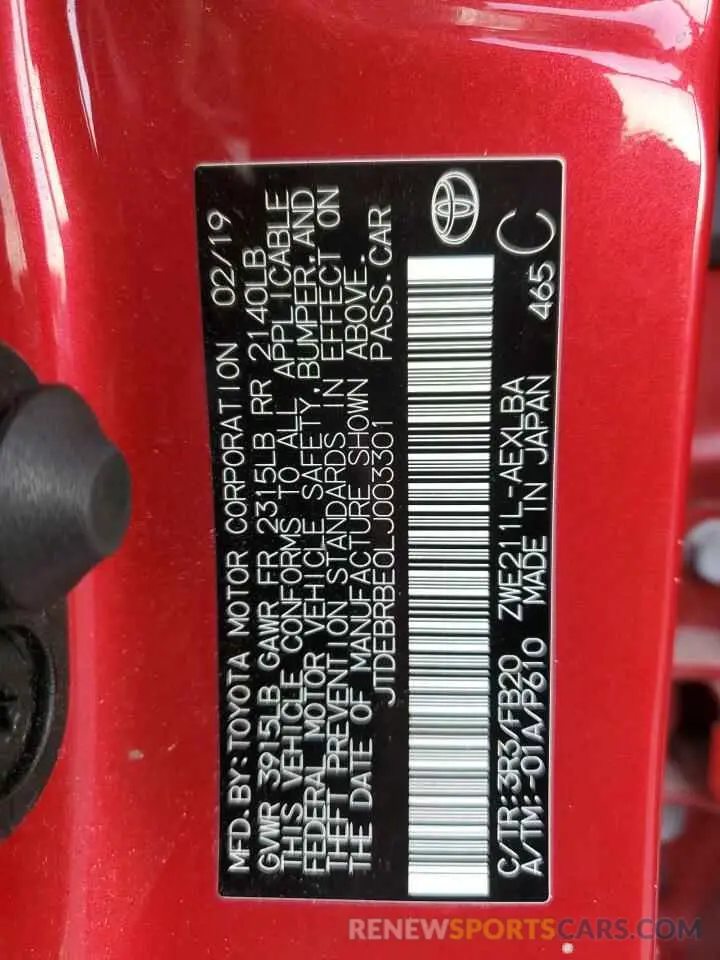 MFD. BY: TOYOTA MOTOR CORPORATION 02/19
GVWR 3915LB GAWR FR 2315LB RR 2140LB
THIS VEHICLE CONFORMS TO ALL APPLICABLE
FEDERAL MOTOR VEHICLE SAFETY, BUMPER, AND
THEFT PREVENTION STANDARDS IN EFFECT ON
THE DATE OF MANUFACTURE SHOWN ABOVE.
JTDEBRBE0LJ003301 PASS. CAR
C/TR: 3R3/FB20 ZWE211L-AEXLBA 465
A/TM: -01A/P610 MADE IN JAPAN
C
RENEWSPORTSCARS.COM